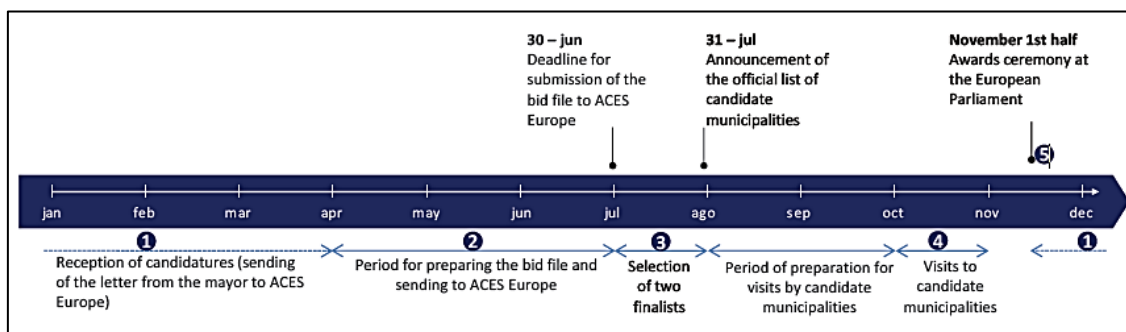 30 – jun
Deadline for
submission of the
bid file to ACES
Europe
31 – jul
Announcement of
the official list of
candidate
municipalities
November 1st half
Awards ceremony at
the European
Parliament
5
jan feb mar apr may jun jul ago sep oct nov dec
1 2 3 4 1
Reception of candidatures (sending
of the letter from the mayor to ACES
Europe)
Period for preparing the bid file and
sending to ACES Europe
Selection
of two
finalists
Period of preparation for
visits by candidate
municipalities
Visits to
candidate
municipalities